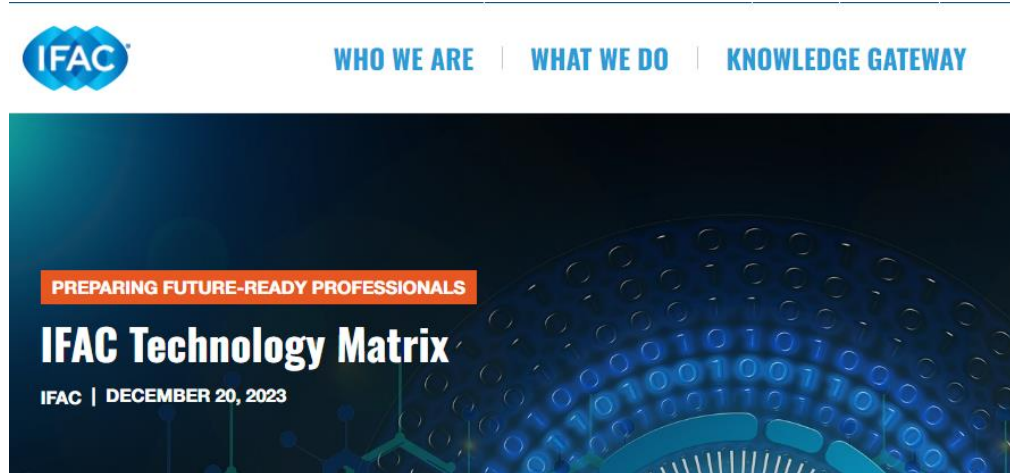 IFAC
WHO WE ARE | WHAT WE DO | KNOWLEDGE GATEWAY
PREPARING FUTURE-READY PROFESSIONALS
IFAC Technology Matrix
IFAC | DECEMBER 20, 2023